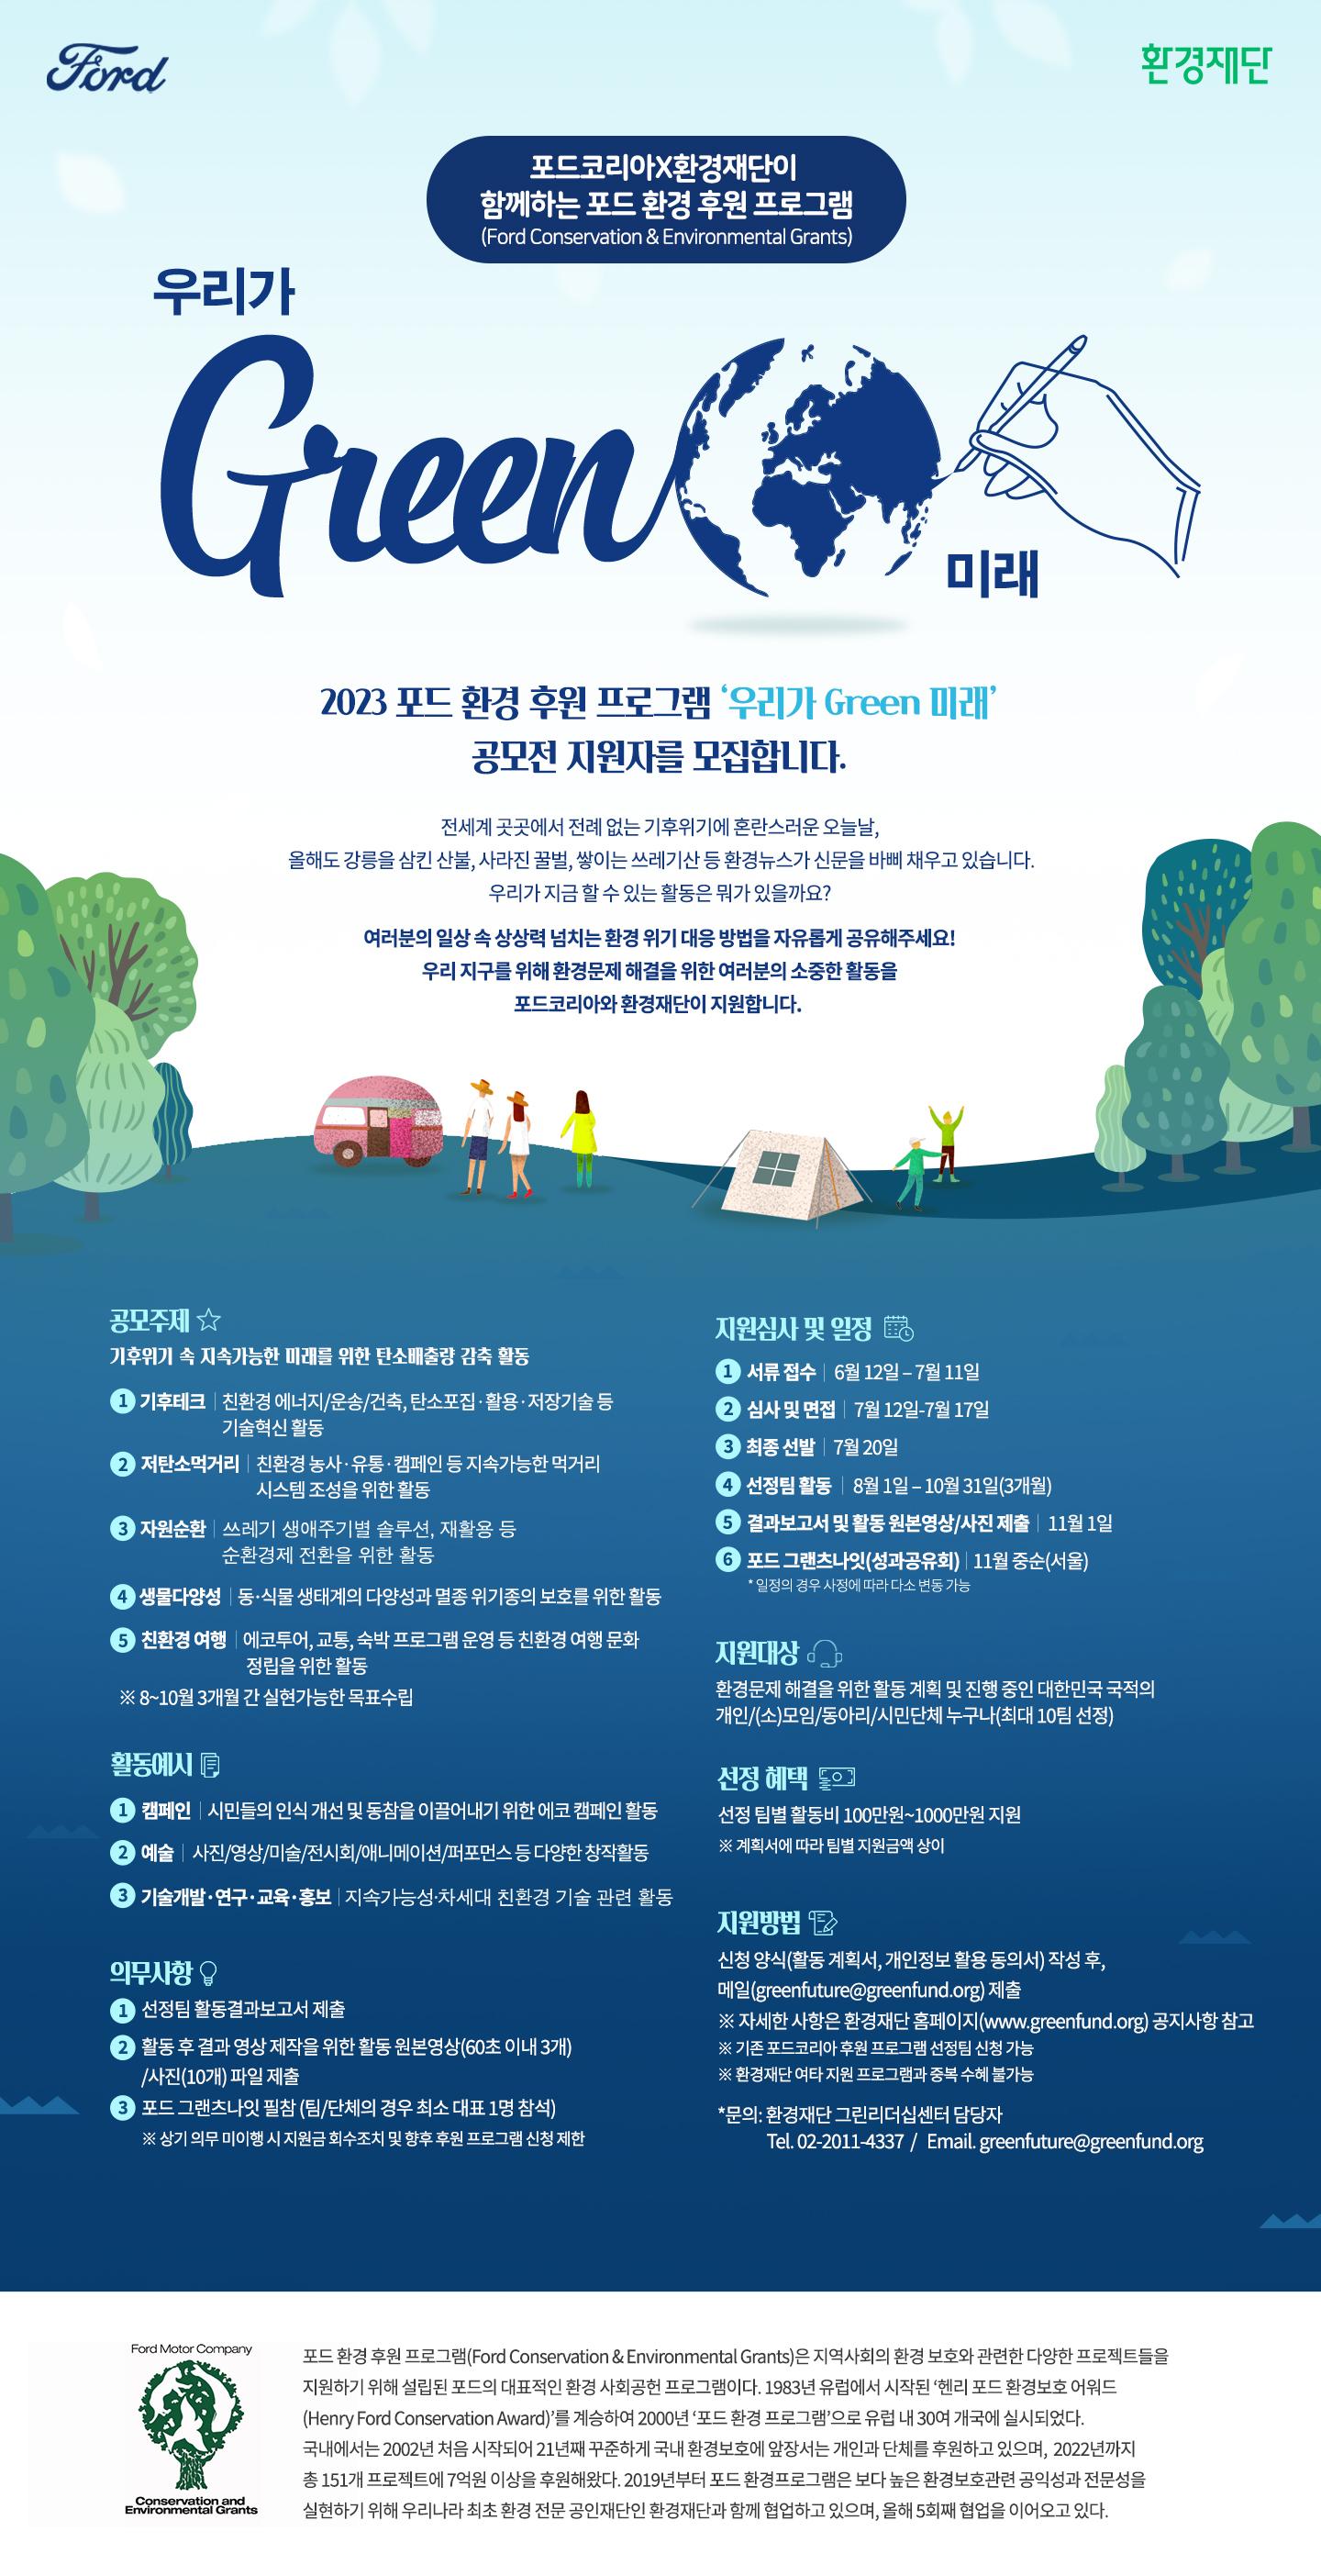 Ford
환경재단
포드코리아X환경재단이
함께하는 포드 환경 후원 프로그램
(Ford Conservation & Environmental Grants)
우리가
Green
미래
2023 포드 환경 후원 프로그램 ‘우리가 Green 미래’
공모전 지원자를 모집합니다.
전세계 곳곳에서 전례 없는 기후위기에 혼란스러운 오늘날,
올해도 강릉을 삼킨 산불, 사라진 꿀벌, 쌓이는 쓰레기산 등 환경뉴스가 신문을 바삐 채우고 있습니다.
우리가 지금 할 수 있는 활동은 뭐가 있을까요?
여러분의 일상 속 상상력 넘치는 환경 위기 대응 방법을 자유롭게 공유해주세요!
우리 지구를 위해 환경문제 해결을 위한 여러분의 소중한 활동을
포드코리아와 환경재단이 지원합니다.
공모주제
기후위기 속 지속가능한 미래를 위한 탄소배출량 감축 활동
1 기후테크 | 친환경 에너지/운송/건축, 탄소포집·활용·저장기술 등
기술혁신 활동
2 저탄소먹거리 | 친환경 농사·유통·캠페인 등 지속가능한 먹거리
시스템 조성을 위한 활동
3 자원순환 | 쓰레기 생애주기별 솔루션, 재활용 등
순환경제 전환을 위한 활동
4 생물다양성 | 동·식물 생태계의 다양성과 멸종 위기종의 보호를 위한 활동
5 친환경 여행 | 에코투어, 교통, 숙박 프로그램 운영 등 친환경 여행 문화
정립을 위한 활동
※ 8~10월 3개월 간 실현가능한 목표수립
활동예시
1 캠페인 | 시민들의 인식 개선 및 동참을 이끌어내기 위한 에코 캠페인 활동
2 예술 | 사진/영상/미술/전시회/애니메이션/퍼포먼스 등 다양한 창작활동
3 기술개발·연구·교육·홍보 | 지속가능성·차세대 친환경 기술 관련 활동
의무사항
1 선정팀 활동결과보고서 제출
2 활동 후 결과 영상 제작을 위한 활동 원본영상(60초 이내 3개)
/사진(10개) 파일 제출
3 포드 그랜츠나잇 필참 (팀/단체의 경우 최소 대표 1명 참석)
※ 상기 의무 미이행 시 지원금 회수조치 및 향후 후원 프로그램 신청 제한
지원심사 및 일정
1 서류 접수 | 6월 12일 – 7월 11일
2 심사 및 면접 | 7월 12일-7월 17일
3 최종 선발 | 7월 20일
4 선정팀 활동 | 8월 1일 – 10월 31일(3개월)
5 결과보고서 및 활동 원본영상/사진 제출 | 11월 1일
6 포드 그랜츠나잇(성과공유회) | 11월 중순(서울)
* 일정의 경우 사정에 따라 다소 변동 가능
지원대상
환경문제 해결을 위한 활동 계획 및 진행 중인 대한민국 국적의
개인/(소)모임/동아리/시민단체 누구나(최대 10팀 선정)
선정 혜택
선정 팀별 활동비 100만원~1000만원 지원
※ 계획서에 따라 팀별 지원금액 상이
지원방법
신청 양식(활동 계획서, 개인정보 활용 동의서) 작성 후,
메일(greenfuture@greenfund.org) 제출
※ 자세한 사항은 환경재단 홈페이지(www.greenfund.org) 공지사항 참고
※ 기존 포드코리아 후원 프로그램 선정팀 신청 가능
※ 환경재단 여타 지원 프로그램과 중복 수혜 불가능
*문의: 환경재단 그린리더십센터 담당자
Tel. 02-2011-4337 / Email. greenfuture@greenfund.org
Ford Motor Company
Conservation and
Environmental Grants
포드 환경 후원 프로그램(Ford Conservation & Environmental Grants)은 지역사회의 환경 보호와 관련한 다양한 프로젝트들을
지원하기 위해 설립된 포드의 대표적인 환경 사회공헌 프로그램이다. 1983년 유럽에서 시작된 ‘헨리 포드 환경보호 어워드
(Henry Ford Conservation Award)’를 계승하여 2000년 ‘포드 환경 프로그램’으로 유럽 내 30여 개국에 실시되었다.
국내에서는 2002년 처음 시작되어 21년째 꾸준하게 국내 환경보호에 앞장서는 개인과 단체를 후원하고 있으며, 2022년까지
총 151개 프로젝트에 7억원 이상을 후원해왔다. 2019년부터 포드 환경프로그램은 보다 높은 환경보호관련 공익성과 전문성을
실현하기 위해 우리나라 최초 환경 전문 공인재단인 환경재단과 함께 협업하고 있으며, 올해 5회째 협업을 이어오고 있다.